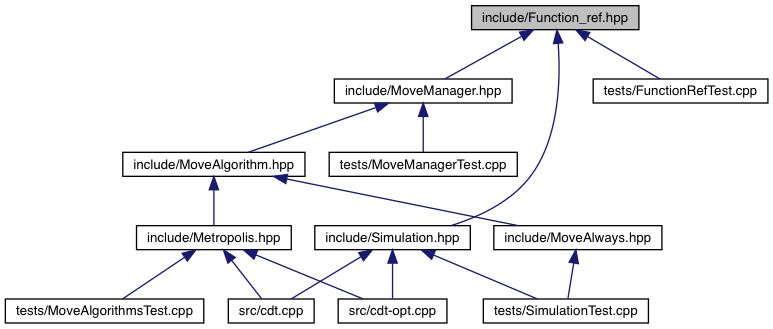 include/Function_ref.hpp
include/MoveManager.hpp
tests/FunctionRefTest.cpp
include/MoveAlgorithm.hpp
tests/MoveManagerTest.cpp
include/Metropolis.hpp
include/Simulation.hpp
include/MoveAlways.hpp
tests/MoveAlgorithmsTest.cpp
src/cdt.cpp
src/cdt-opt.cpp
tests/SimulationTest.cpp